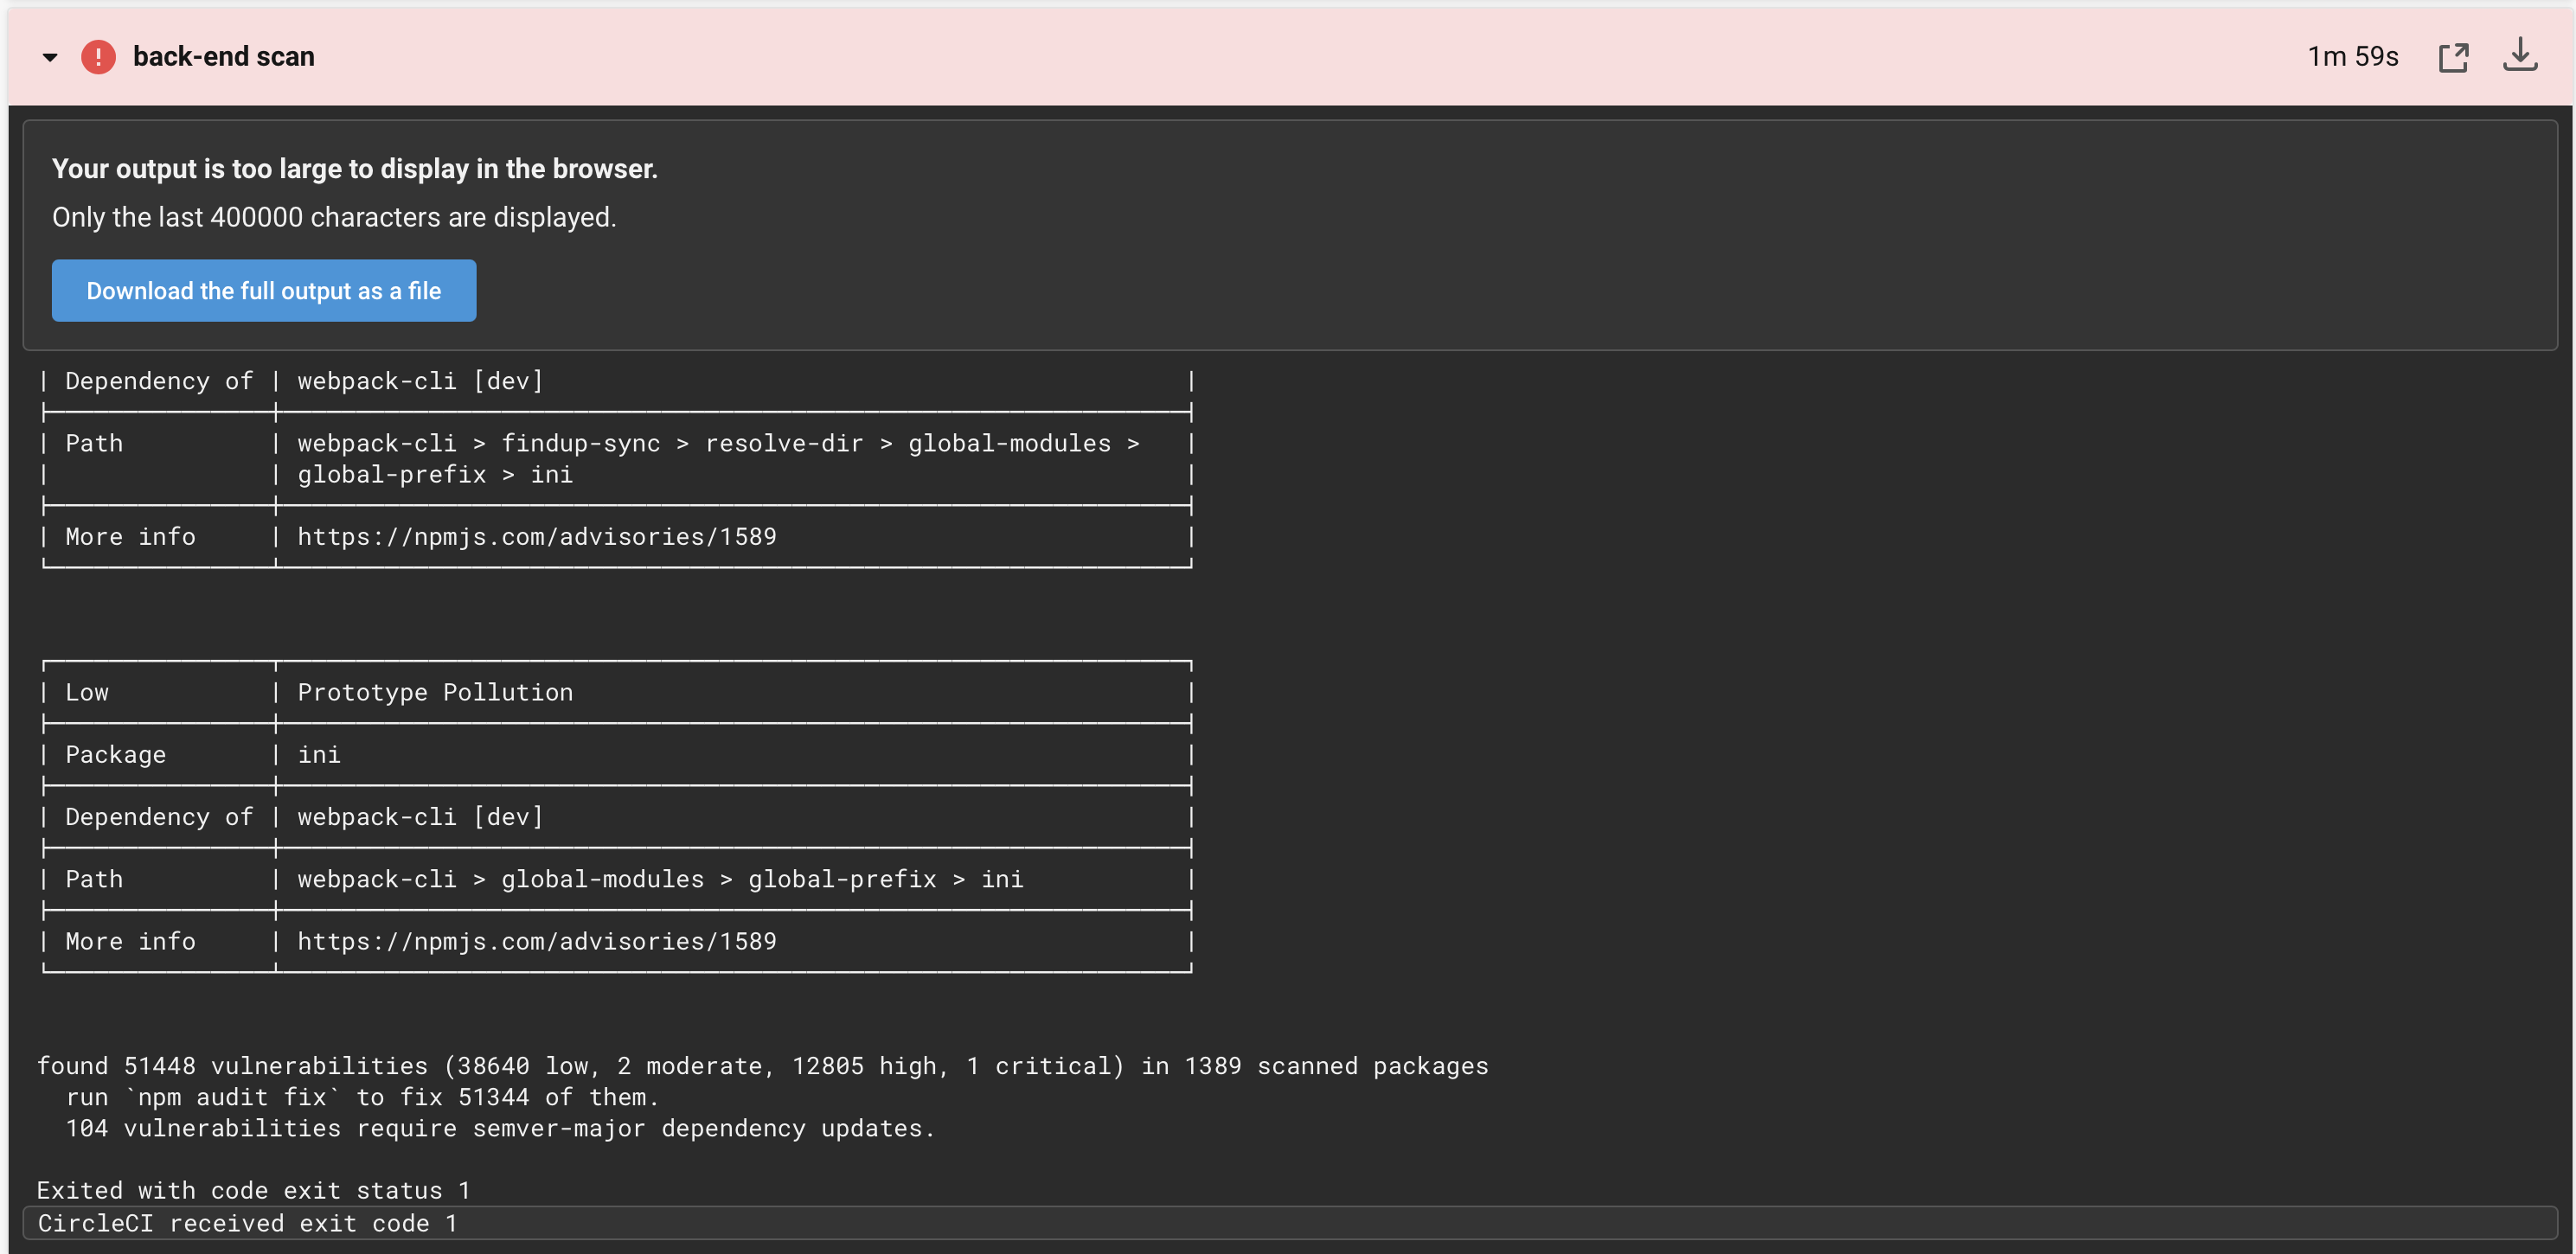 back-end scan
1m 59s
Your output is too large to display in the browser.
Only the last 400000 characters are displayed.
Download the full output as a file
| Dependency of | webpack-cli [dev] |
| Path | webpack-cli > findup-sync > resolve-dir > global-modules > |
| | global-prefix > ini |
| More info | https://npmjs.com/advisories/1589 |
| Low | Prototype Pollution |
| Package | ini |
| Dependency of | webpack-cli [dev] |
| Path | webpack-cli > global-modules > global-prefix > ini |
| More info | https://npmjs.com/advisories/1589 |
found 51448 vulnerabilities (38640 low, 2 moderate, 12805 high, 1 critical) in 1389 scanned packages
run `npm audit fix` to fix 51344 of them.
104 vulnerabilities require semver-major dependency updates.
Exited with code exit status 1
CircleCI received exit code 1